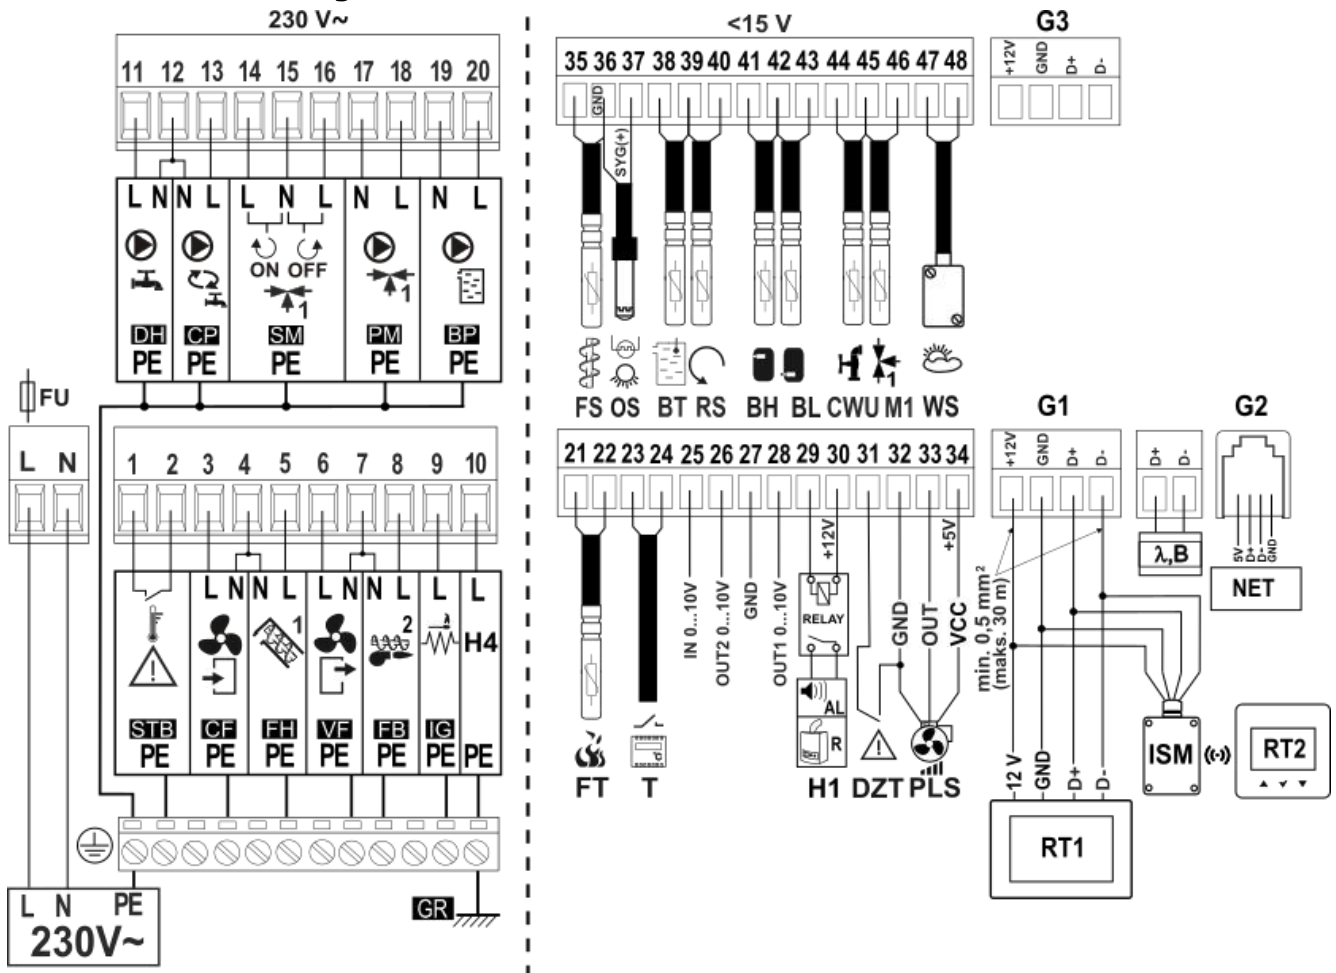 230 V~
<15 V
G3
11 12 13 14 15 16 17 18 19 20
35 36 37 38 39 40 41 42 43 44 45 46 47 48
+12V GND D+ D-
GND
SYG(+)
L N N L L N L N L N L
ON OFF
1 1
DH CP SM PM BP
PE PE PE PE PE
1
FU
FS OS BT RS BH BL CWU M1 WS
G1 G2
L N
1 2 3 4 5 6 7 8 9 10
21 22 23 24 25 26 27 28 29 30 31 32 33 34
+12V GND D+ D-
D+ D-
5V D+ D- GND
λ,B
NET
+12V
+5V
L N N L L N L L L
1 2 λ H4
IN 0...10V
OUT2 0...10V
GND
OUT1 0...10V
RELAY
GND OUT VCC
min. 0,5 mm²
(maks. 30 m)
AL
R
°C
STB CF FH VF FB IG
PE PE PE PE PE PE PE
FT T H1 DZT PLS
12 V GND D+ D-
ISM
RT2
RT1
L N PE
230V~
GR